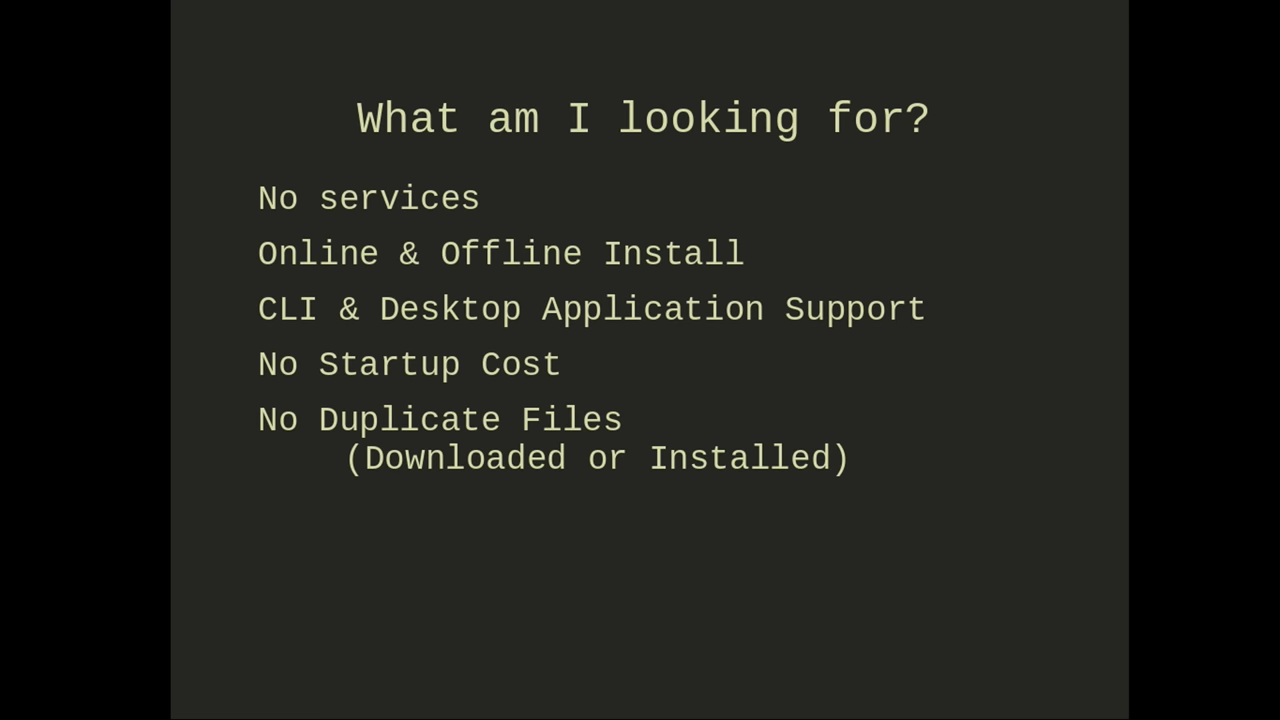 What am I looking for?
No services
Online & Offline Install
CLI & Desktop Application Support
No Startup Cost
No Duplicate Files
(Downloaded or Installed)